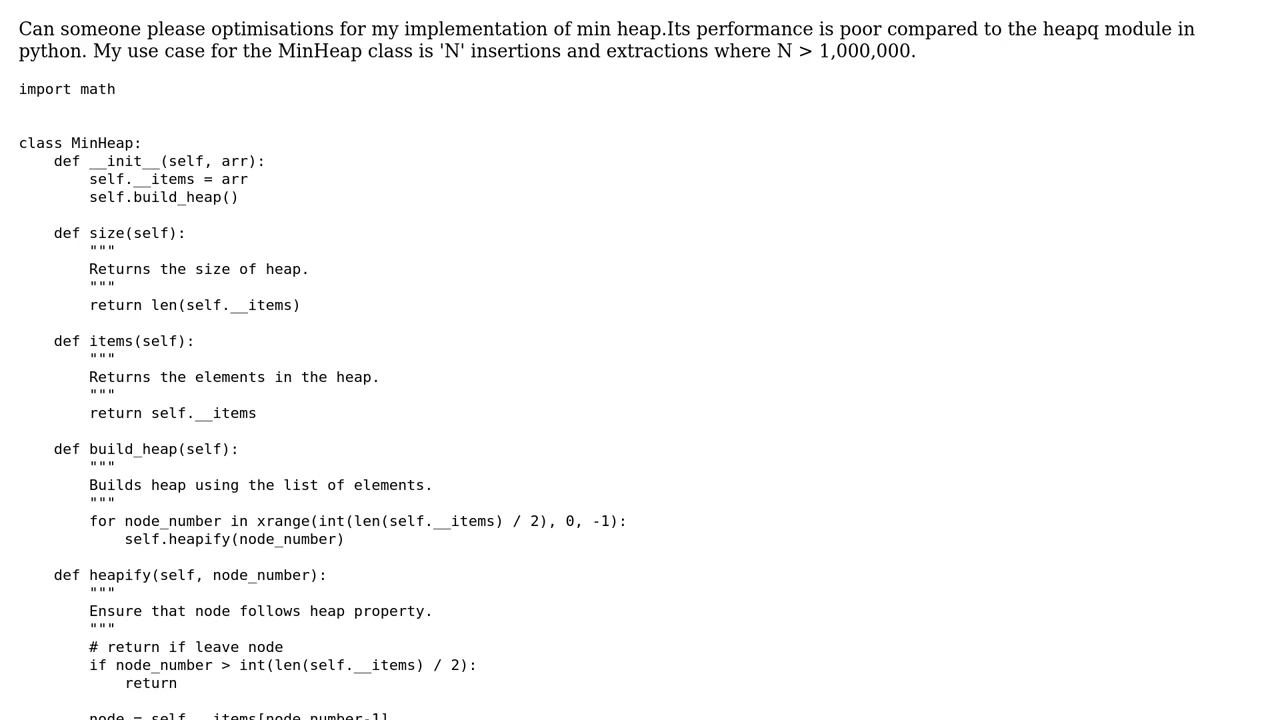 Can someone please optimisations for my implementation of min heap.Its performance is poor compared to the heapq module in
python. My use case for the MinHeap class is 'N' insertions and extractions where N > 1,000,000.
import math
class MinHeap:
    def __init__(self, arr):
        self.__items = arr
        self.build_heap()
    def size(self):
        """
        Returns the size of heap.
        """
        return len(self.__items)
    def items(self):
        """
        Returns the elements in the heap.
        """
        return self.__items
    def build_heap(self):
        """
        Builds heap using the list of elements.
        """
        for node_number in xrange(int(len(self.__items) / 2), 0, -1):
            self.heapify(node_number)
    def heapify(self, node_number):
        """
        Ensure that node follows heap property.
        """
        # return if leave node
        if node_number > int(len(self.__items) / 2):
            return
        node = self.__items[node_number-1]